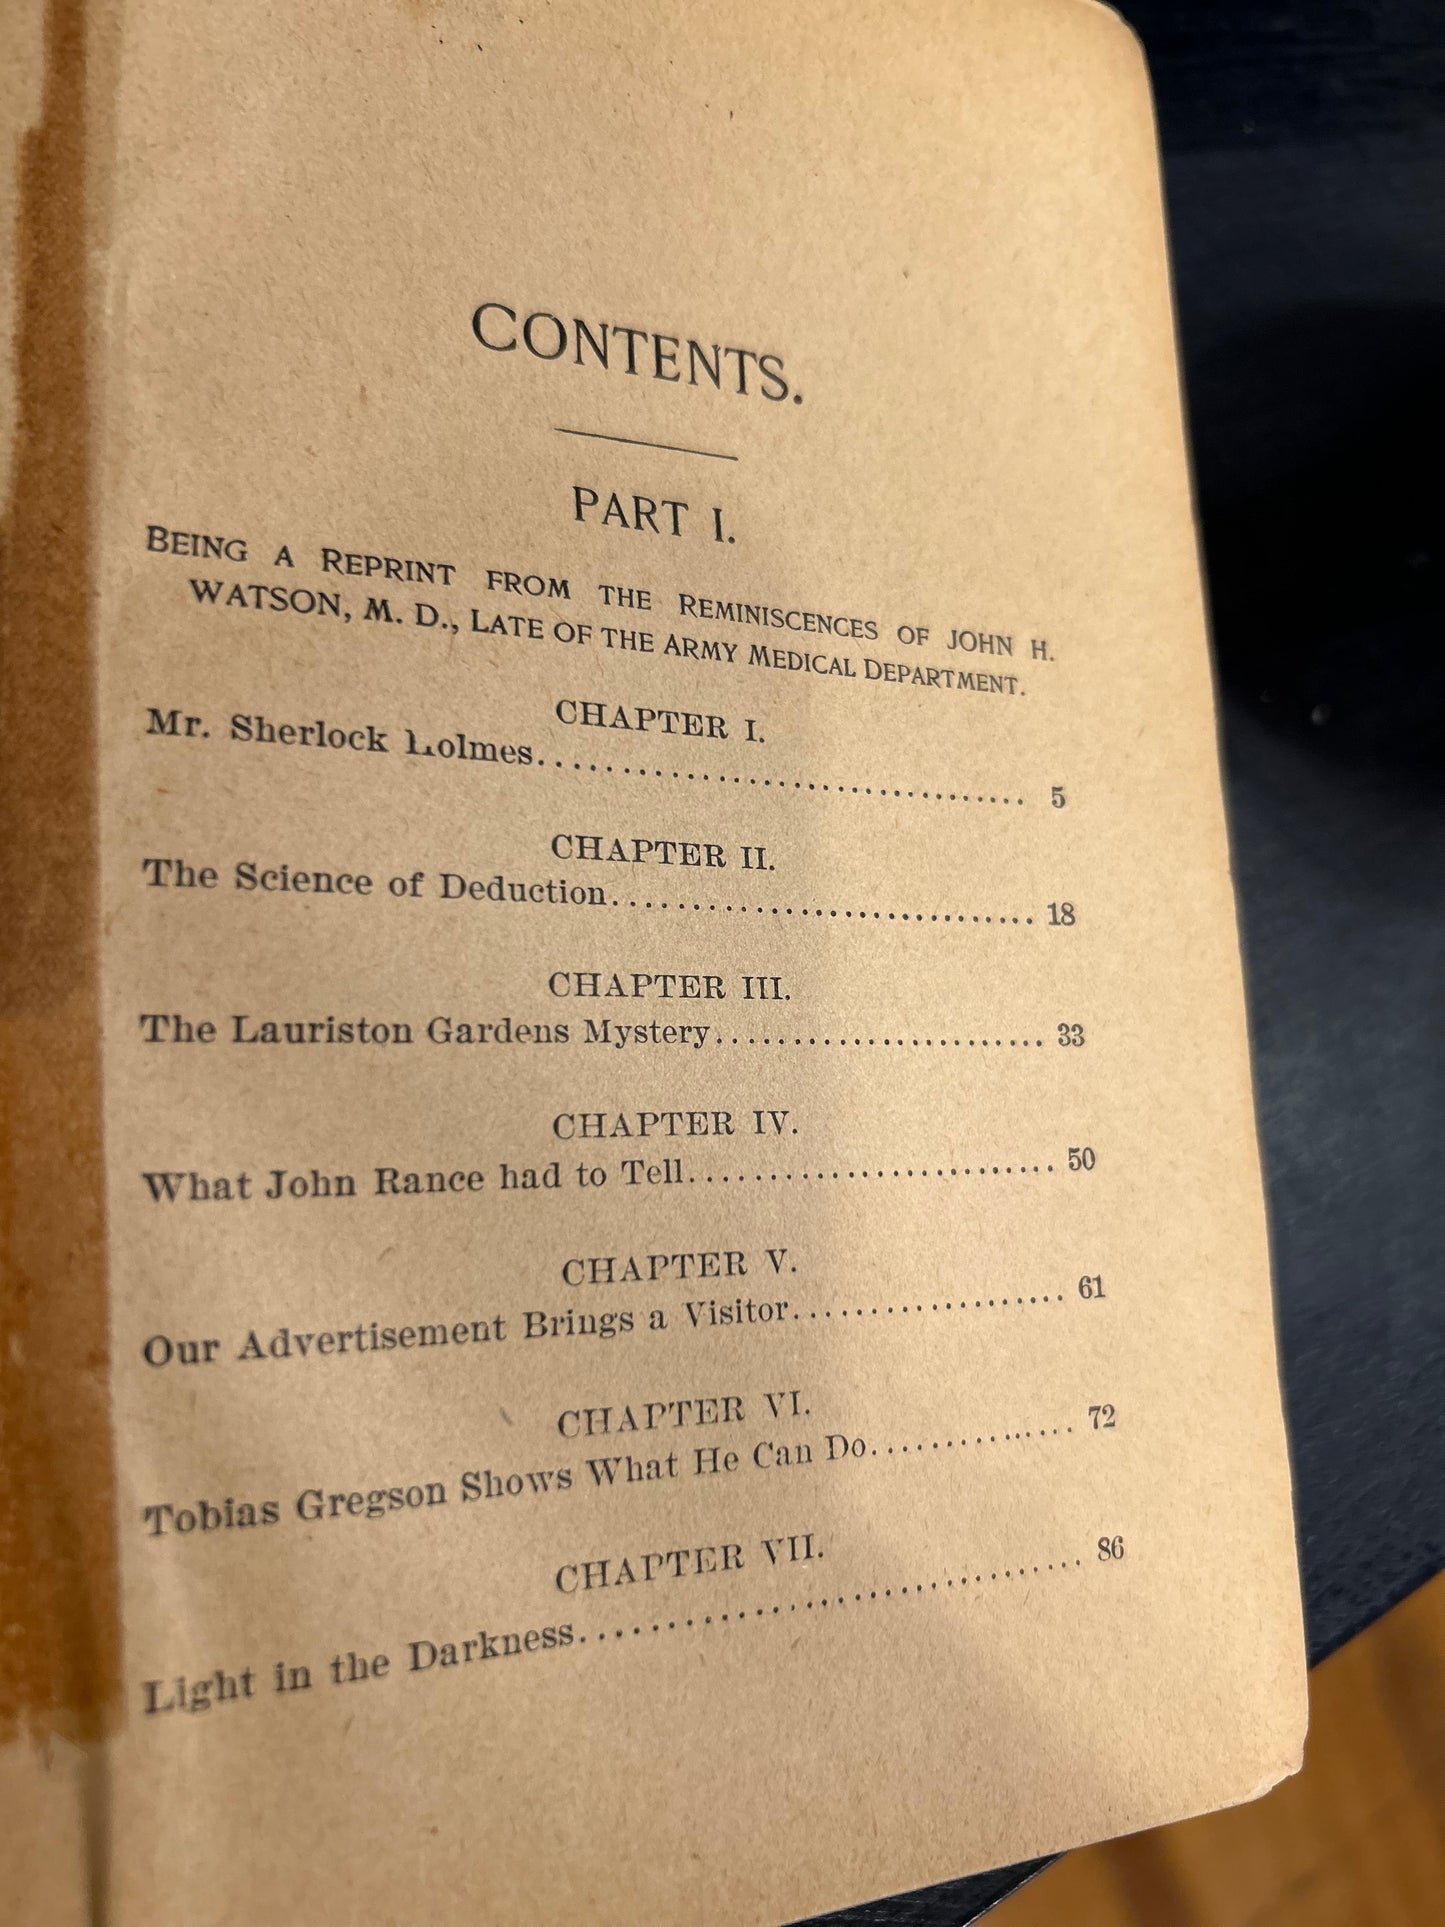 CONTENTS.
PART I.
BEING A REPRINT FROM THE REMINISCENCES OF JOHN H.
WATSON, M. D., LATE OF THE ARMY MEDICAL DEPARTMENT.
CHAPTER I.
Mr. Sherlock Holmes.................................. 5
CHAPTER II.
The Science of Deduction............................. 18
CHAPTER III.
The Lauriston Gardens Mystery...................... 33
CHAPTER IV.
What John Rance had to Tell......................... 50
CHAPTER V.
Our Advertisement Brings a Visitor................... 61
CHAPTER VI.
Tobias Gregson Shows What He Can Do.............. 72
CHAPTER VII.
Light in the Darkness.................................. 86